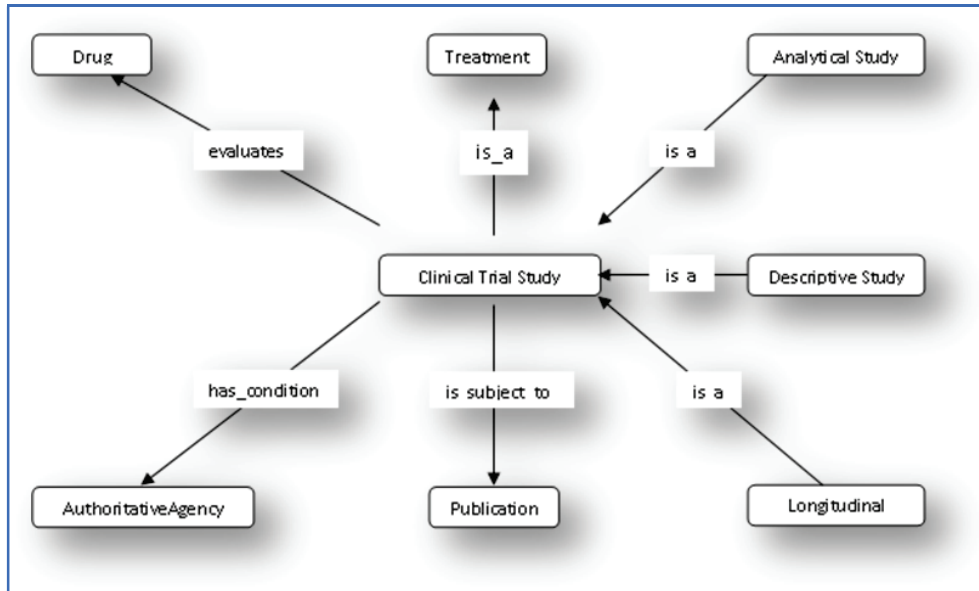 Drug
Treatment
Analytical Study
evaluates
is_a
is a
Clinical Trial Study
is a
Descriptive Study
has_condition
is subject to
is a
AuthoritativeAgency
Publication
Longitudinal